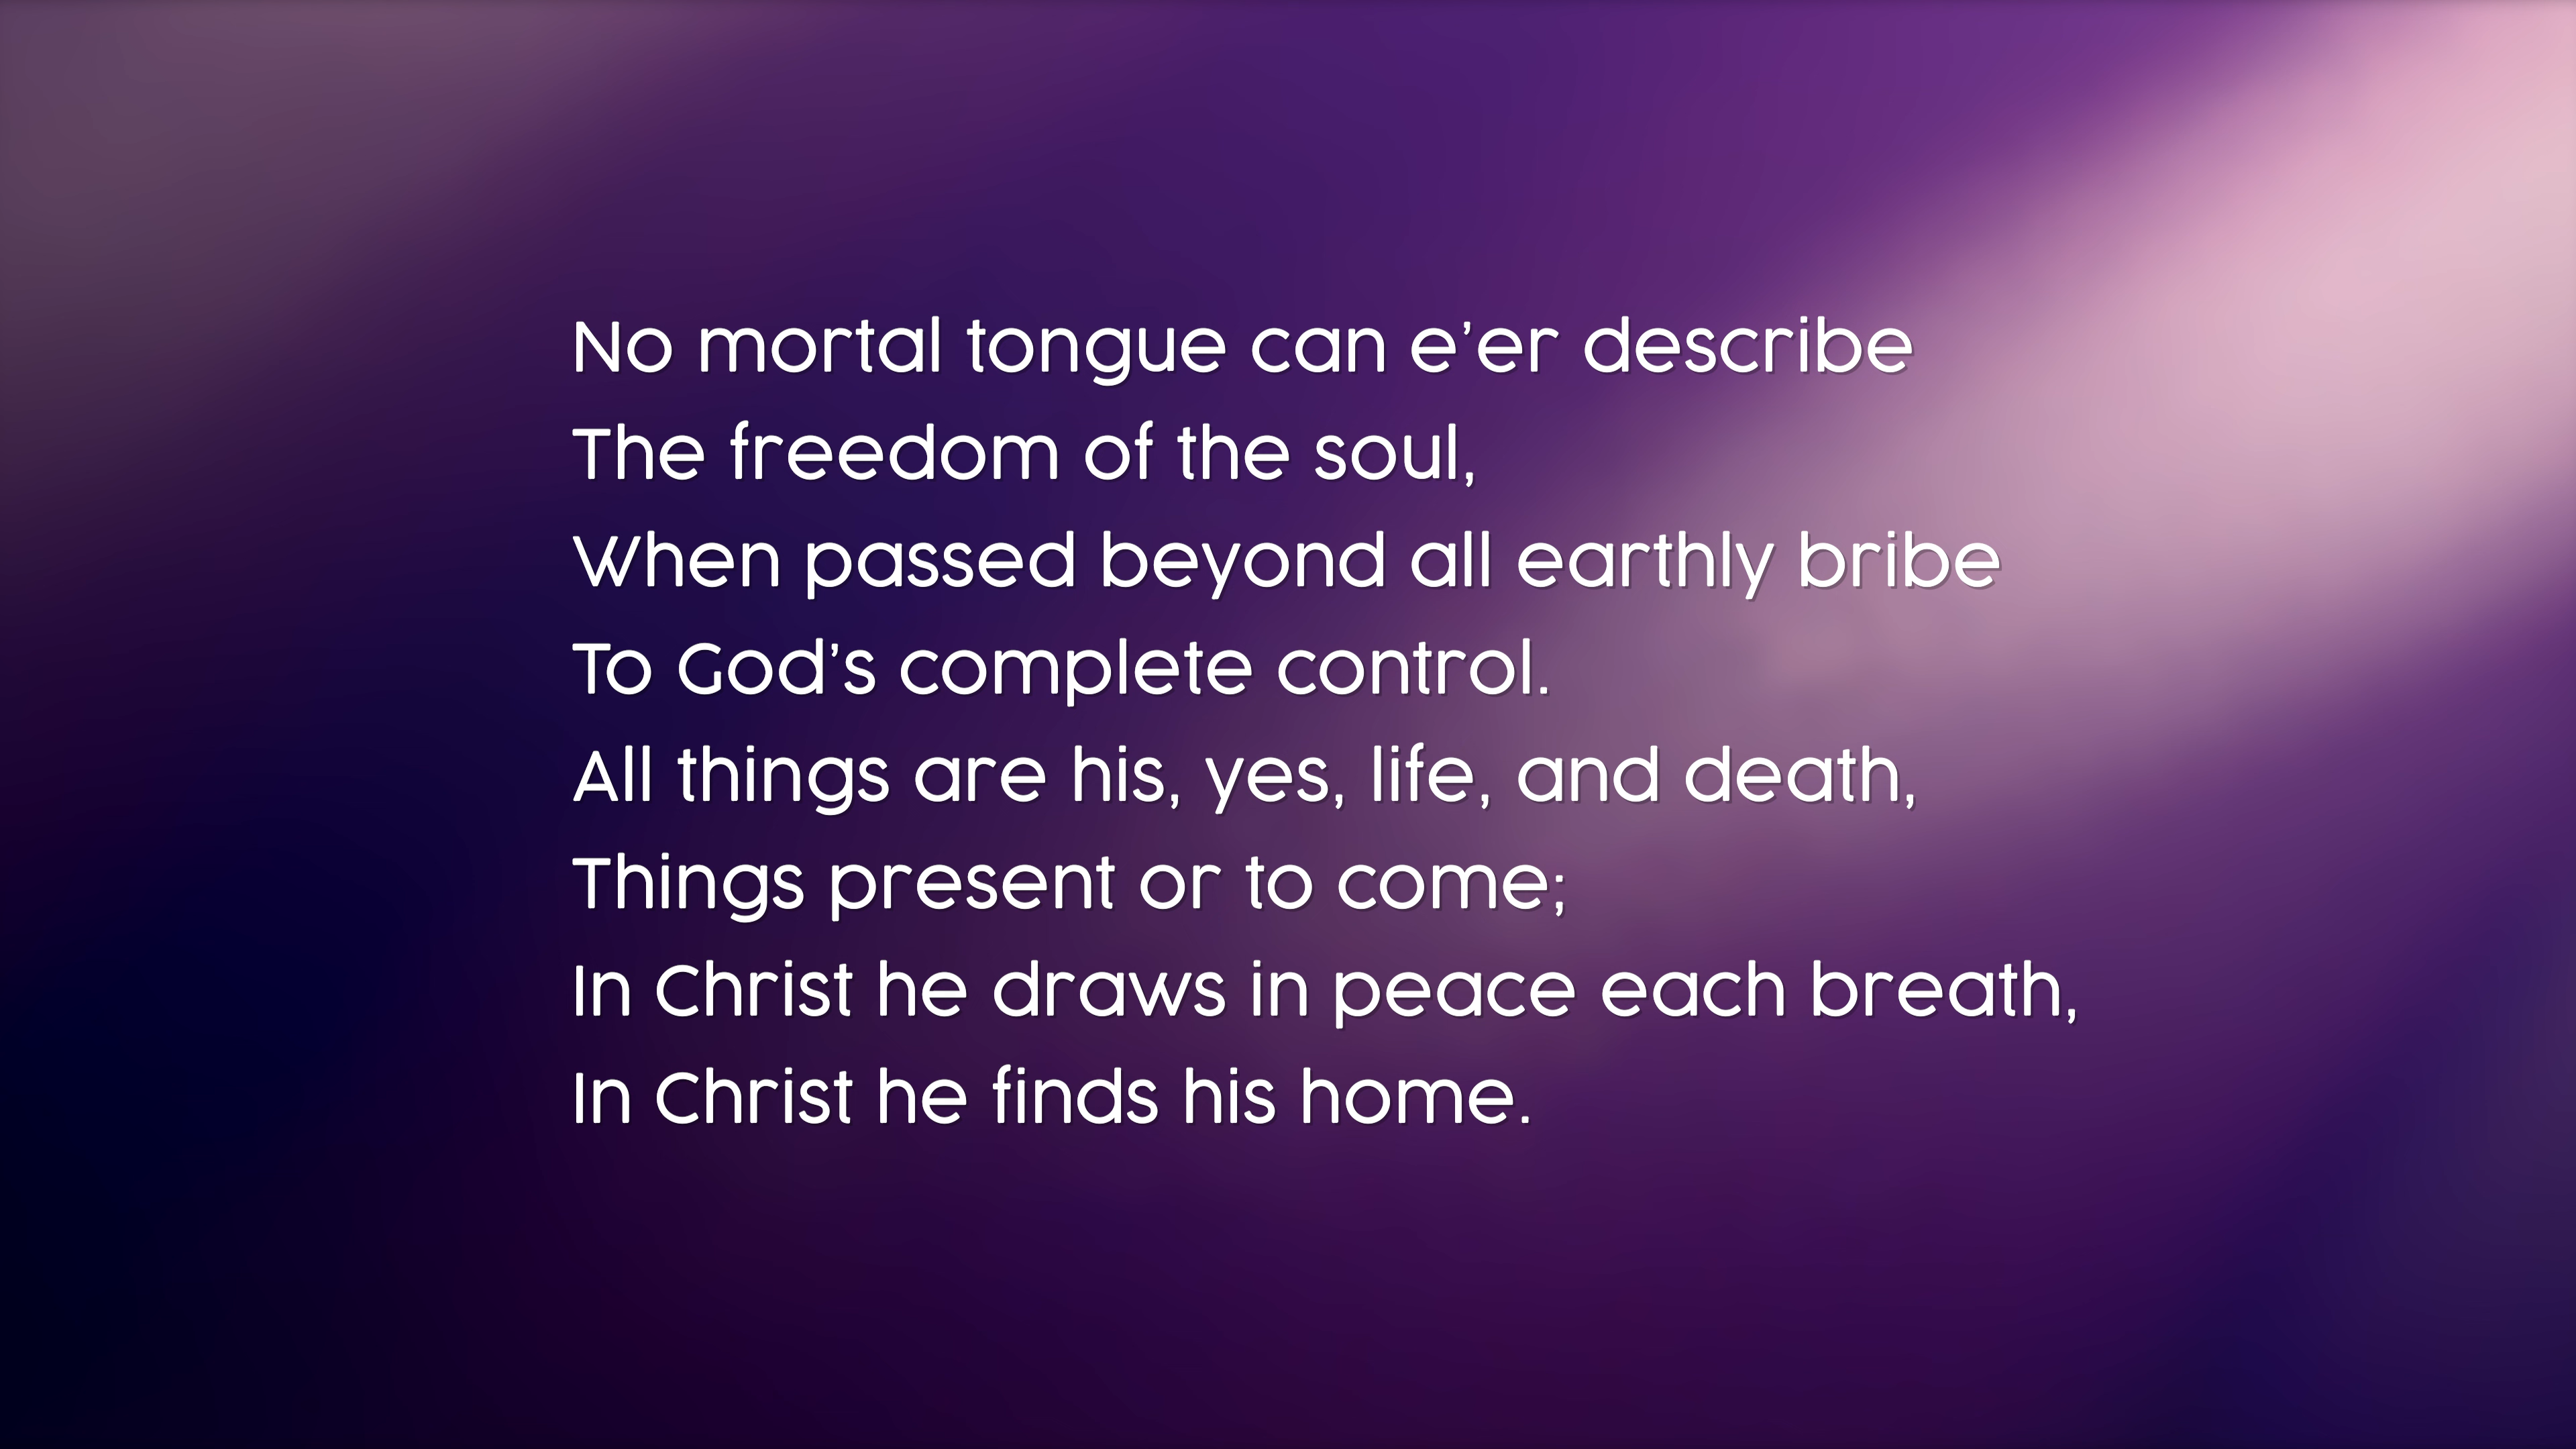 No mortal tongue can e’er describe
The freedom of the soul,
When passed beyond all earthly bribe
To God’s complete control.
All things are his, yes, life, and death,
Things present or to come;
In Christ he draws in peace each breath,
In Christ he finds his home.